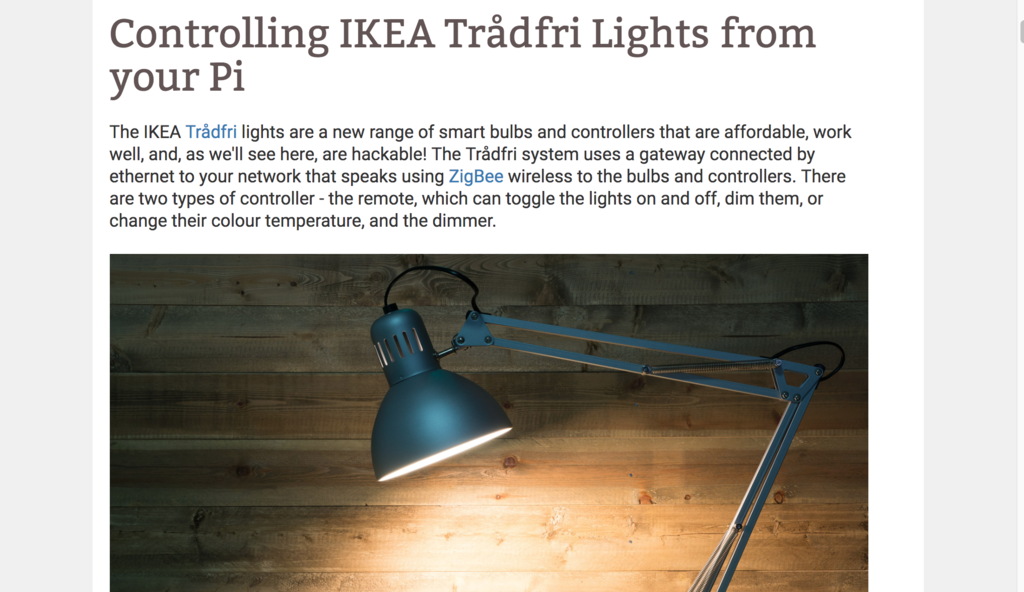 Controlling IKEA Trådfri Lights from
your Pi
The IKEA Trådfri lights are a new range of smart bulbs and controllers that are affordable, work
well, and, as we'll see here, are hackable! The Trådfri system uses a gateway connected by
ethernet to your network that speaks using ZigBee wireless to the bulbs and controllers. There
are two types of controller - the remote, which can toggle the lights on and off, dim them, or
change their colour temperature, and the dimmer.